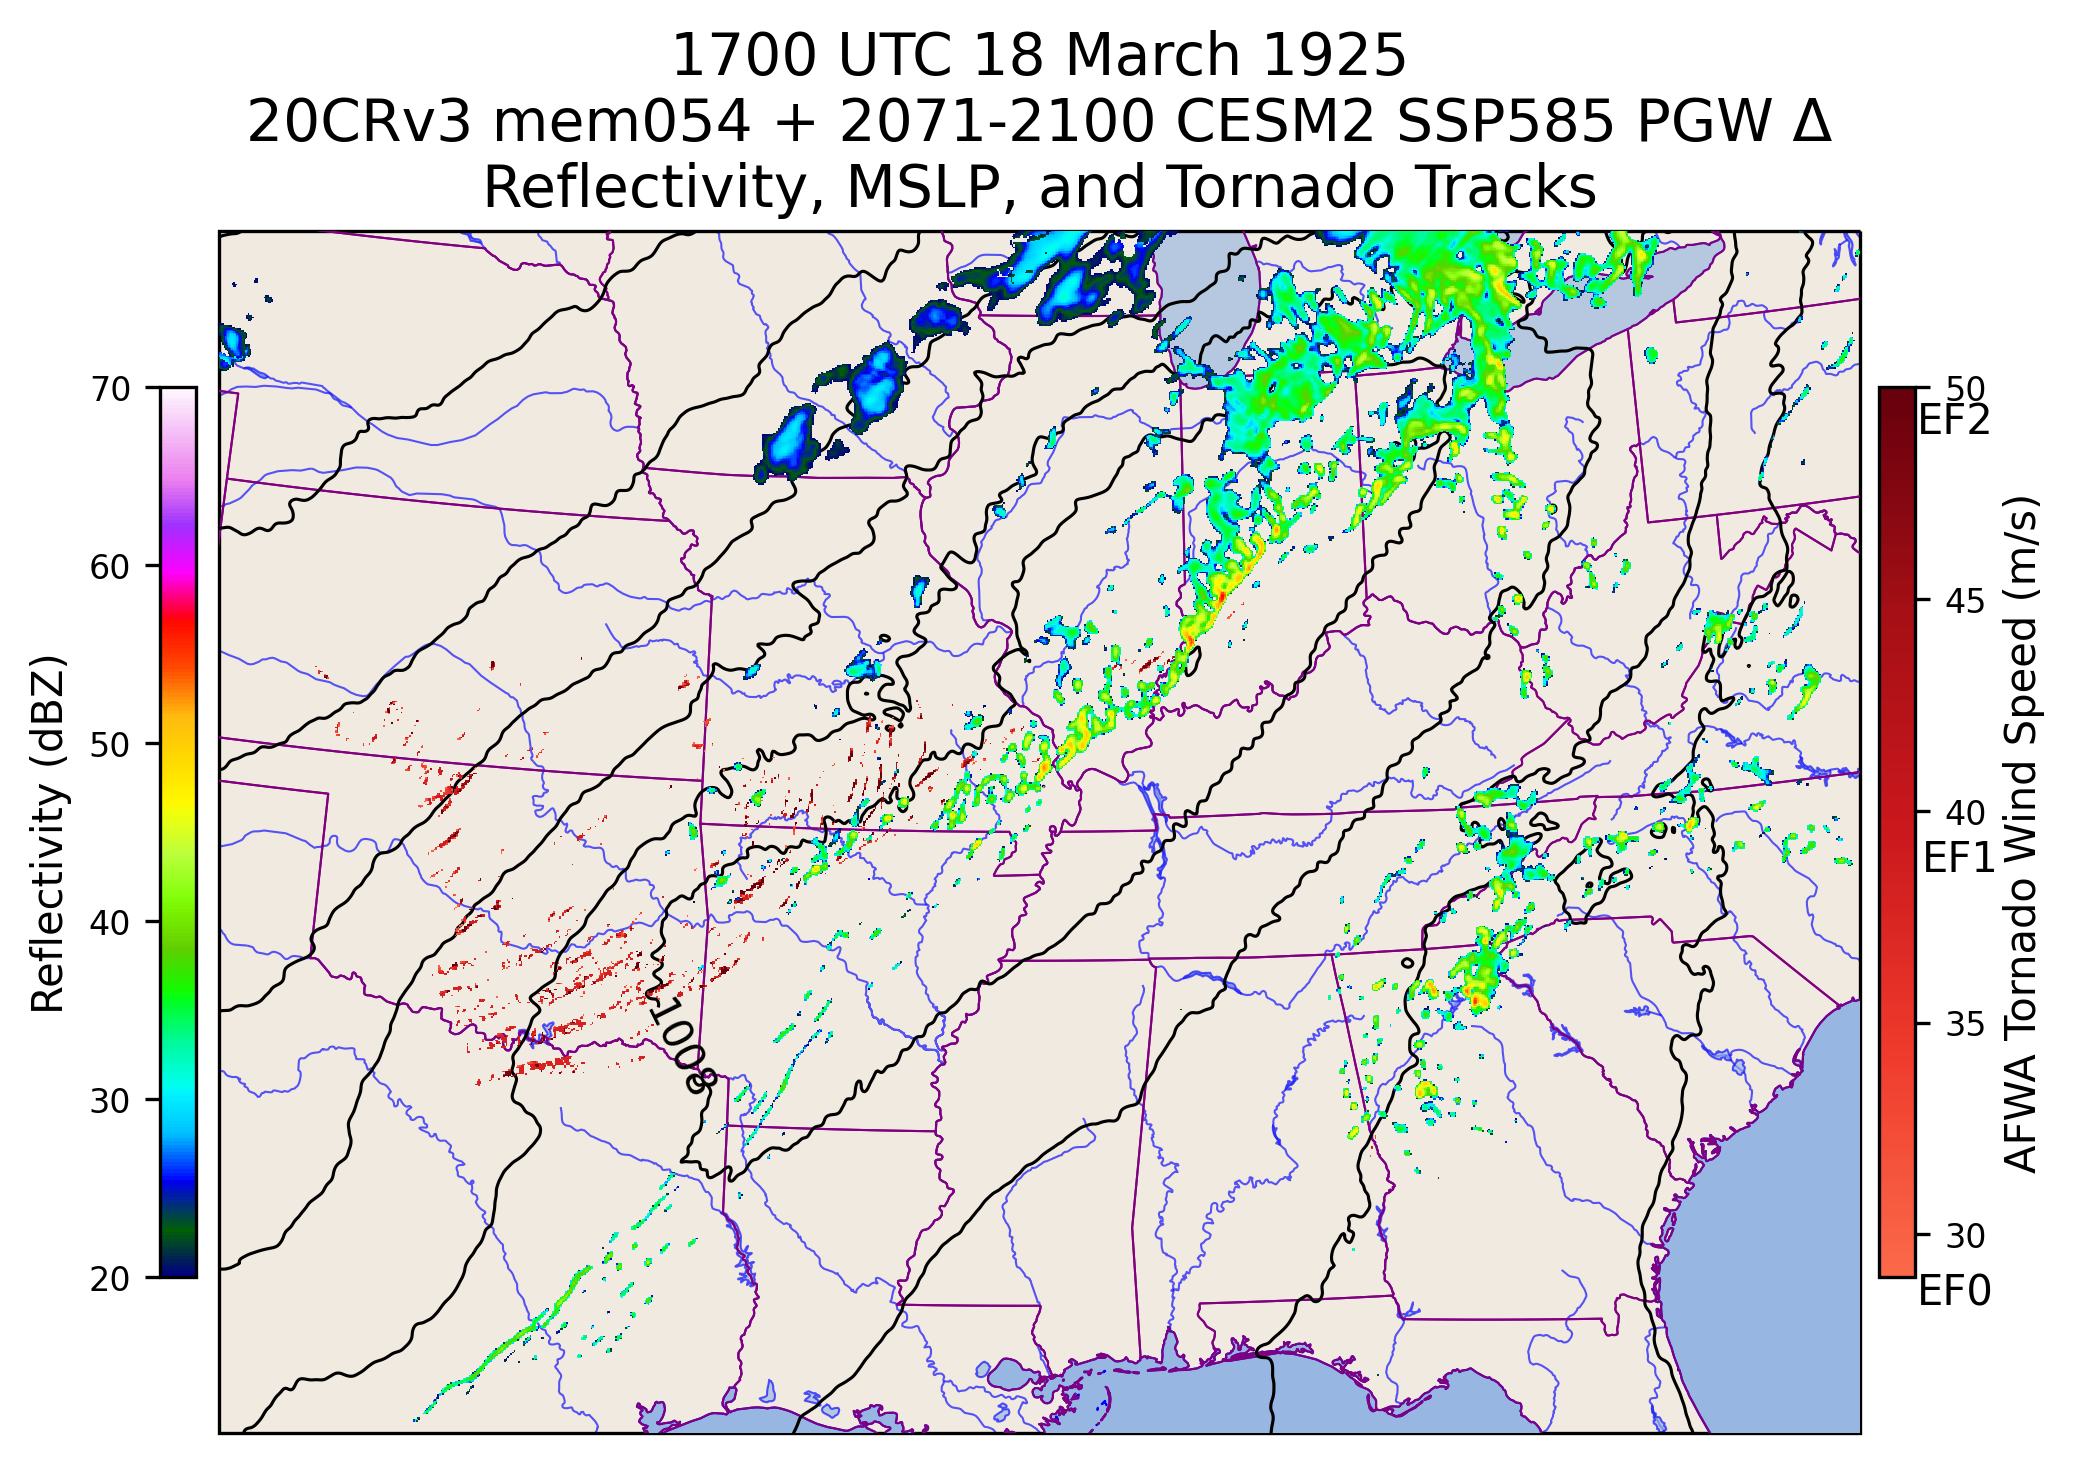 1700 UTC 18 March 1925
20CRv3 mem054 + 2071-2100 CESM2 SSP585 PGW Δ
Reflectivity, MSLP, and Tornado Tracks
70
60
50
40
30
20
Reflectivity (dBZ)
1008
50
EF2
45
40
EF1
35
30
EF0
AFWA Tornado Wind Speed (m/s)